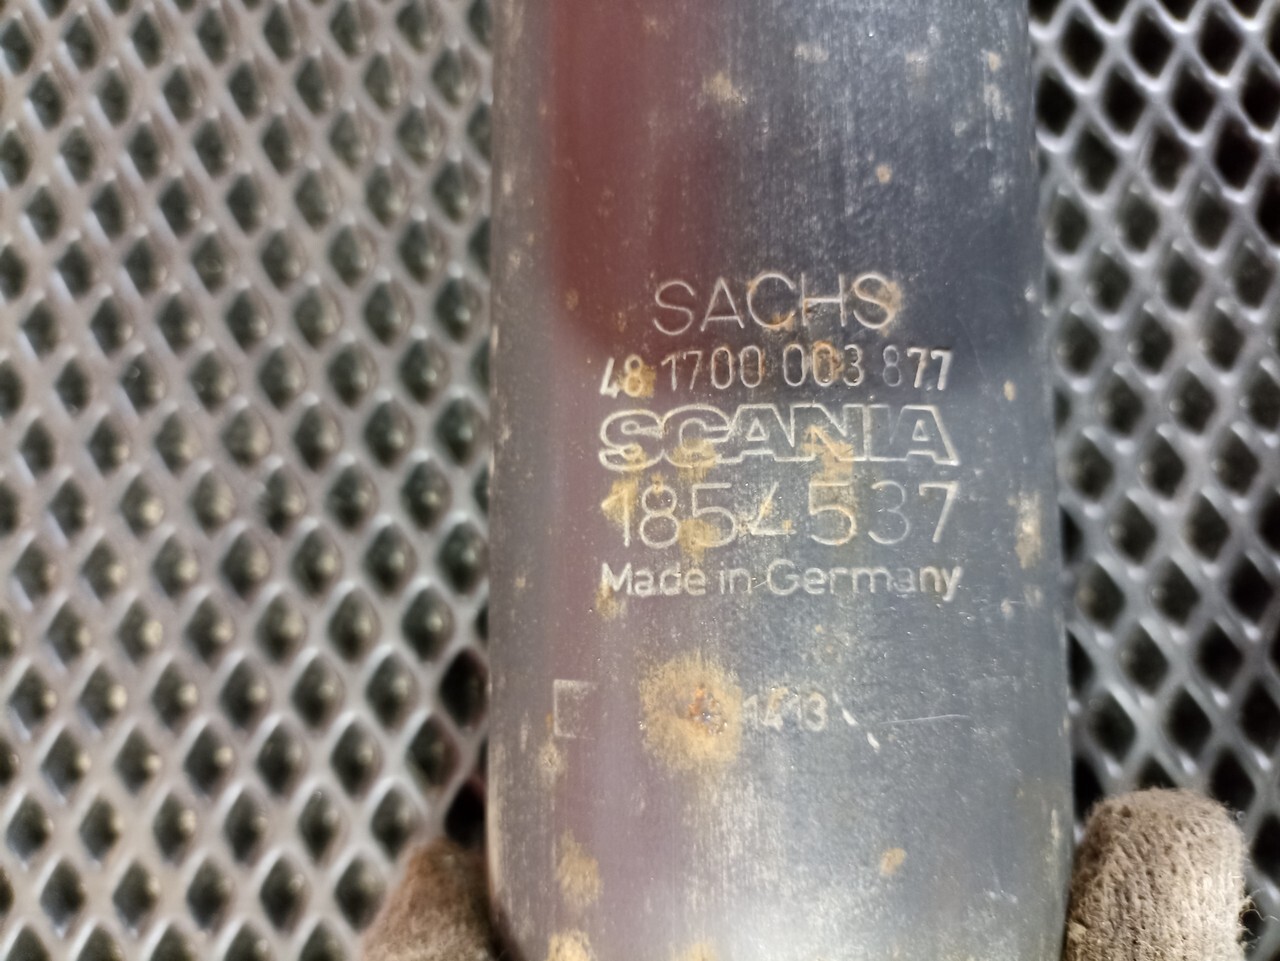 SACHS
48 1700 003 877
SCANIA
1854537
Made in Germany
1413